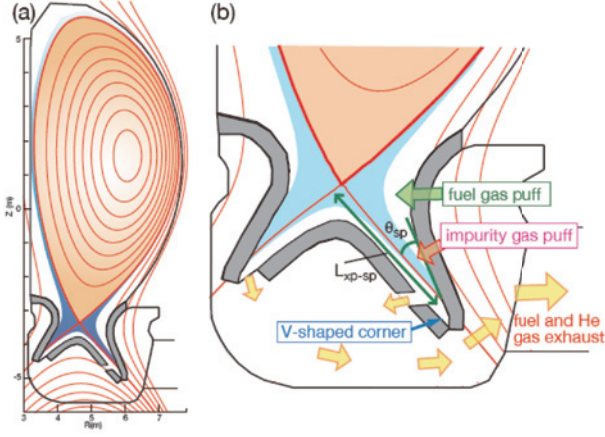 (a)
5
0
-5
Z (m)
3
4
5
6
7
R(m)
(b)
fuel gas puff
θsp
impurity gas puff
Lxp-sp
V-shaped corner
fuel and He
gas exhaust